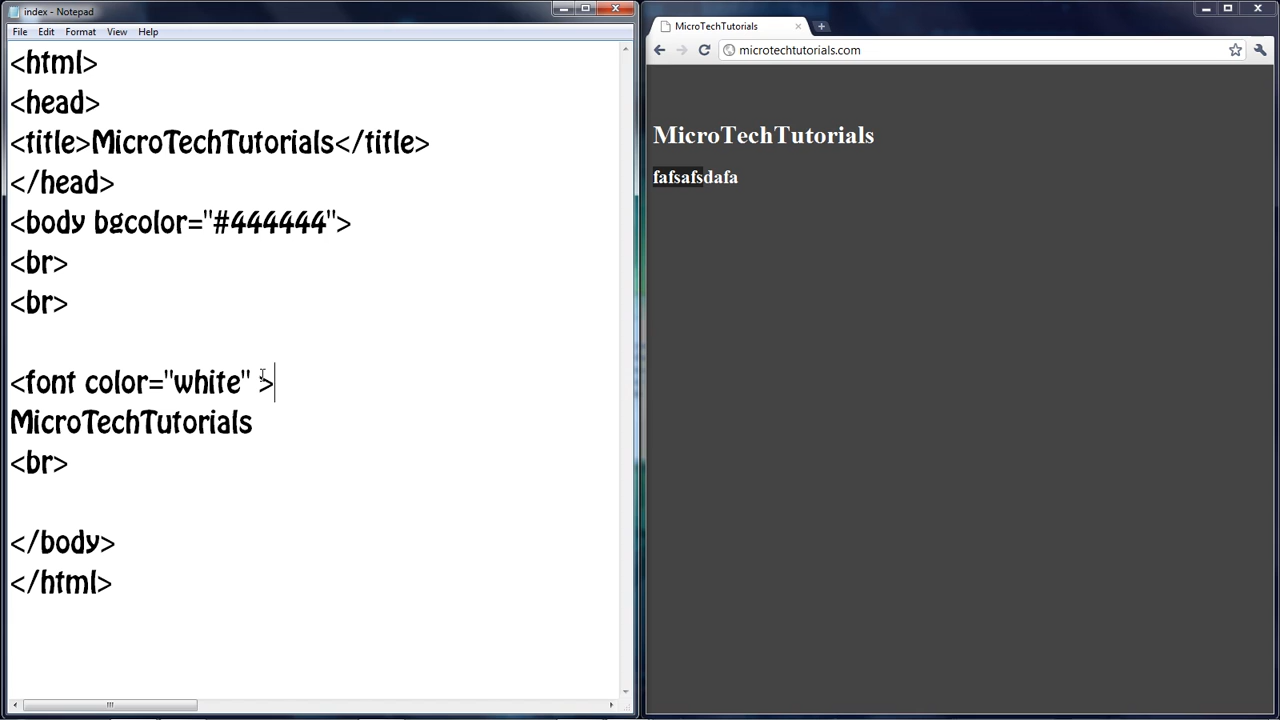 index - Notepad
File Edit Format View Help
<html>
<head>
<title>MicroTechTutorials</title>
</head>
<body bgcolor="#444444">
<br>
<br>
<font color="white" >
MicroTechTutorials
<br>
</body>
</html>
MicroTechTutorials
microtechtutorials.com
MicroTechTutorials
fafsafsdafa